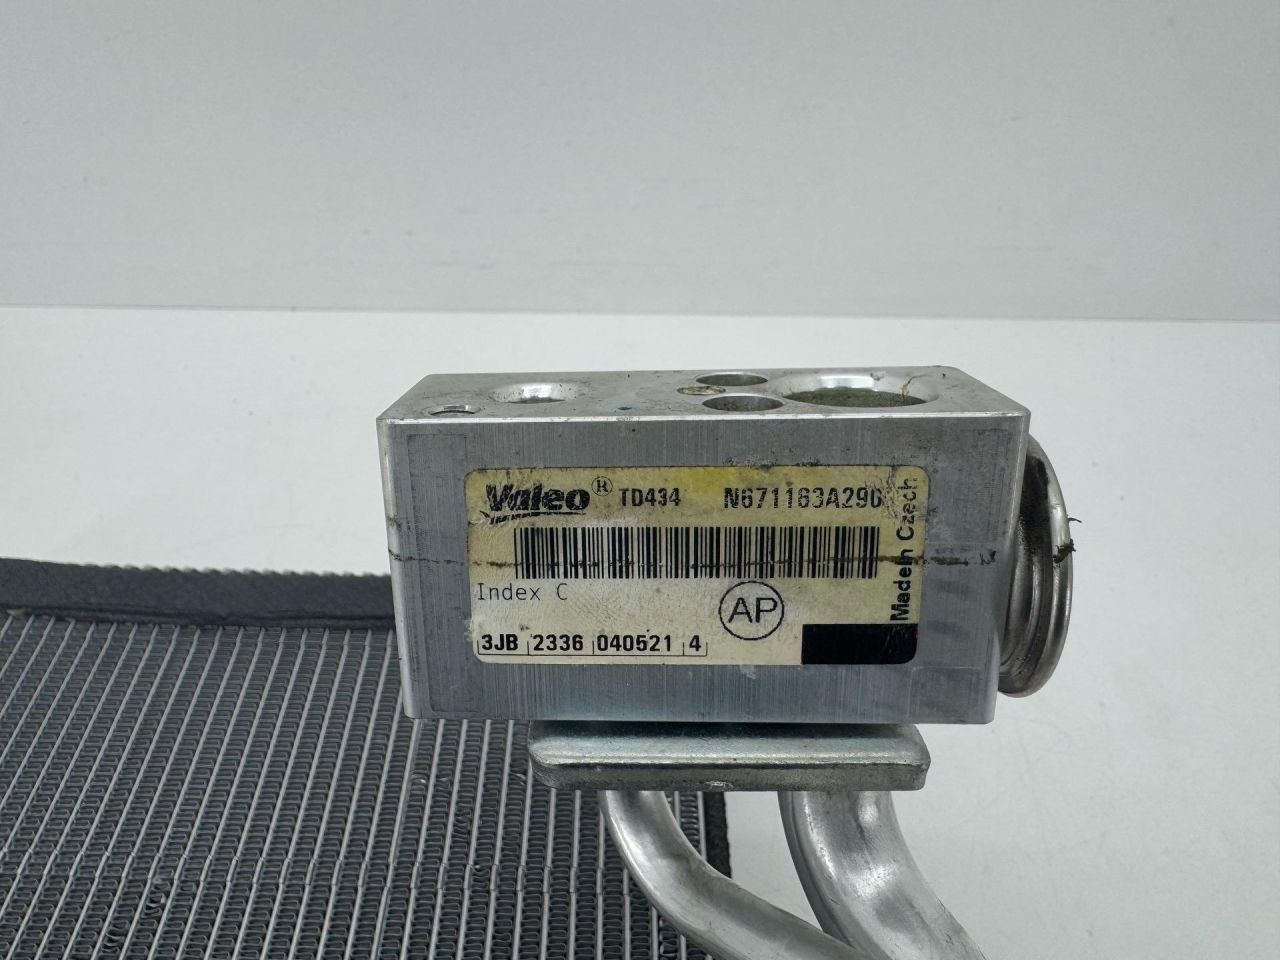 Valeo® TD434 N671163A290
Made in Czech
Index C
AP
3JB 2336 040521 4